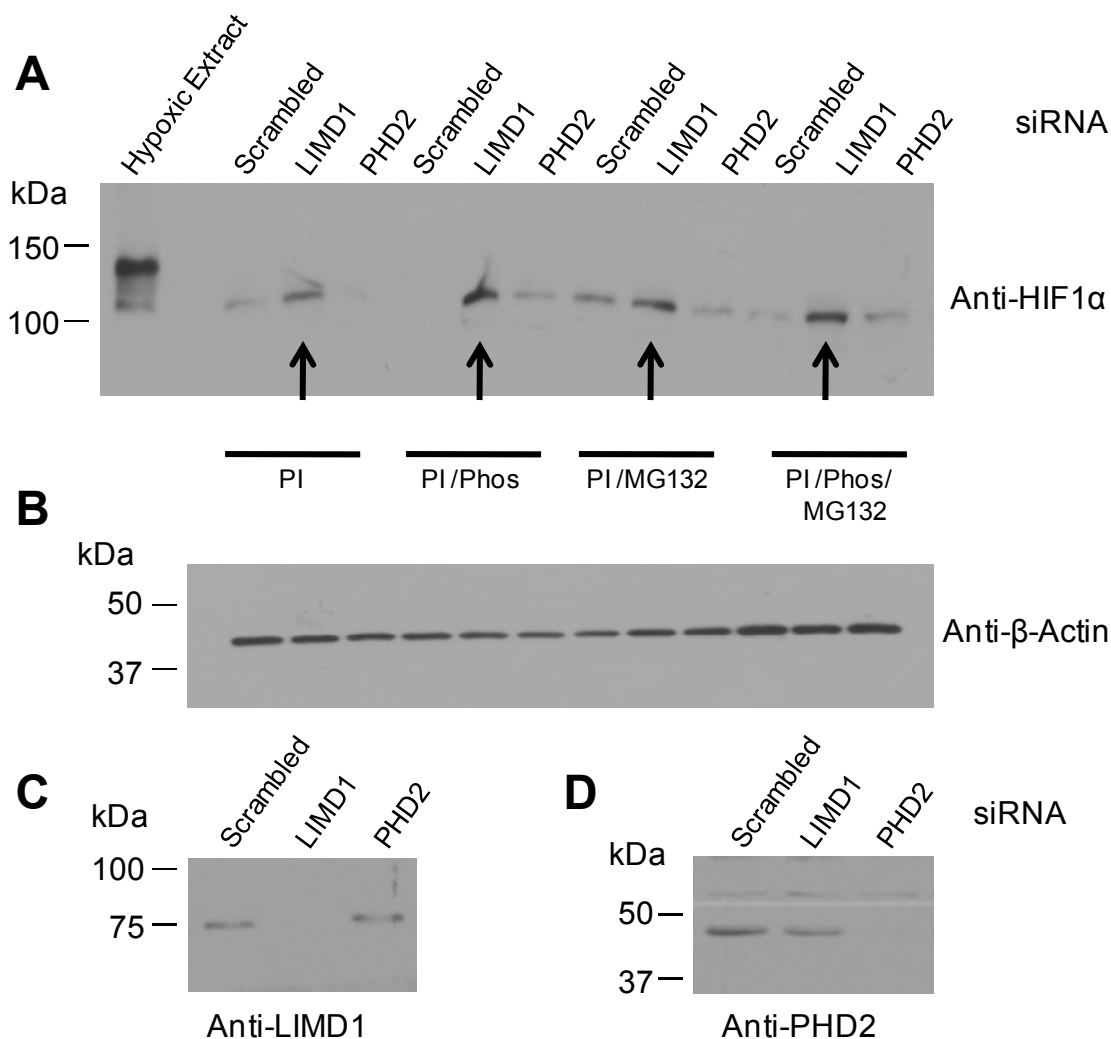 A
Hypoxic Extract
Scrambled
LIMD1
PHD2
Scrambled
LIMD1
PHD2
Scrambled
LIMD1
PHD2
Scrambled
LIMD1
PHD2
siRNA
kDa
150
100
Anti-HIF1α
PI
PI /Phos
PI /MG132
PI /Phos/
MG132
B
kDa
50
37
Anti-β-Actin
C
kDa
Scrambled
LIMD1
PHD2
100
75
Anti-LIMD1
D
kDa
Scrambled
LIMD1
PHD2
siRNA
50
37
Anti-PHD2